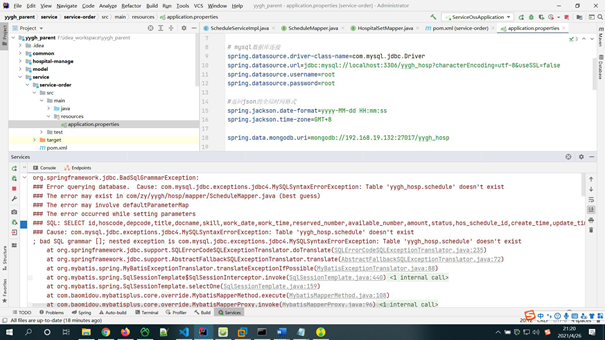 File Edit View Navigate Code Analyze Refactor Build Run Tools VCS Window Help
yygh_parent - application.properties [service-order] - Administrator
yygh_parent service service-order src main resources application.properties
ServiceOssApplication
Project
ScheduleServiceImpl.java
ScheduleMapper.java
HospitalSetMapper.java
pom.xml (service-order)
application.properties
yygh_parent
.idea
common
hospital-manage
model
service
service-order
src
main
java
resources
application.properties
test
target
pom.xml
8
9
# mysql数据库连接
spring.datasource.driver-class-name=com.mysql.jdbc.Driver
spring.datasource.url=jdbc:mysql://localhost:3306/yygh_hosp?characterEncoding=utf-8&useSSL=false
spring.datasource.username=root
spring.datasource.password=root
#返回json的全局时间格式
spring.jackson.date-format=yyyy-MM-dd HH:mm:ss
spring.jackson.time-zone=GMT+8
spring.data.mongodb.uri=mongodb://192.168.19.132:27017/yygh_hosp
Services
Console Endpoints
org.springframework.jdbc.BadSqlGrammarException:
### Error querying database. Cause: com.mysql.jdbc.exceptions.jdbc4.MySQLSyntaxErrorException: Table 'yygh_hosp.schedule' doesn't exist
### The error may exist in com/zy/yygh/hosp/mapper/ScheduleMapper.java (best guess)
### The error may involve defaultParameterMap
### The error occurred while setting parameters
### SQL: SELECT id,hoscode,depcode,title,docname,skill,work_date,work_time,reserved_number,available_number,amount,status,hos_schedule_id,create_time,update_time
### Cause: com.mysql.jdbc.exceptions.jdbc4.MySQLSyntaxErrorException: Table 'yygh_hosp.schedule' doesn't exist
; bad SQL grammar []; nested exception is com.mysql.jdbc.exceptions.jdbc4.MySQLSyntaxErrorException: Table 'yygh_hosp.schedule' doesn't exist
at org.springframework.jdbc.support.SQLErrorCodeSQLExceptionTranslator.doTranslate(SQLErrorCodeSQLExceptionTranslator.java:235)
at org.springframework.jdbc.support.AbstractFallbackSQLExceptionTranslator.translate(AbstractFallbackSQLExceptionTranslator.java:72)
at org.mybatis.spring.MyBatisExceptionTranslator.translateExceptionIfPossible(MyBatisExceptionTranslator.java:88)
at org.mybatis.spring.SqlSessionTemplate$SqlSessionInterceptor.invoke(SqlSessionTemplate.java:440) <1 internal call>
at org.mybatis.spring.SqlSessionTemplate.selectOne(SqlSessionTemplate.java:159)
at com.baomidou.mybatisplus.core.override.MybatisMapperMethod.execute(MybatisMapperMethod.java:108)
at com.baomidou.mybatisplus.core.override.MybatisMapperProxy.invoke(MybatisMapperProxy.java:96) <1 internal call>
TODO Problems Spring Auto-build Terminal Profiler Build Services
All files are up-to-date (18 minutes ago)
21:20
2021/4/26